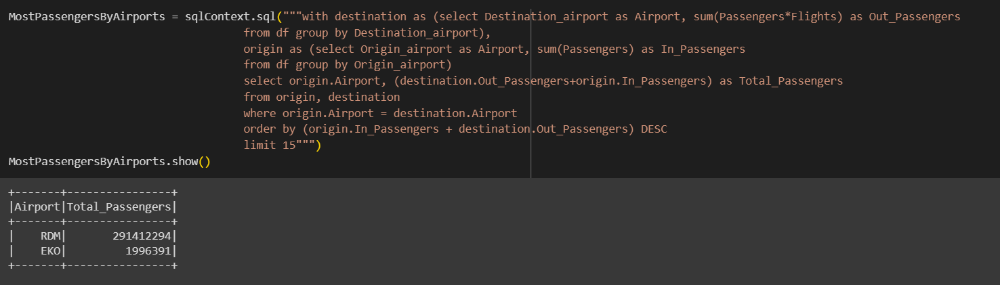 MostPassengersByAirports = sqlContext.sql("""with destination as (select Destination_airport as Airport, sum(Passengers*Flights) as Out_Passengers
from df group by Destination_airport),
origin as (select Origin_airport as Airport, sum(Passengers) as In_Passengers
from df group by Origin_airport)
select origin.Airport, (destination.Out_Passengers+origin.In_Passengers) as Total_Passengers
from origin, destination
where origin.Airport = destination.Airport
order by (origin.In_Passengers + destination.Out_Passengers) DESC
limit 15""")
MostPassengersByAirports.show()
+-------+----------------+
|Airport|Total_Passengers|
+-------+----------------+
|    RDM|       291412294|
|    EKO|         1996391|
+-------+----------------+